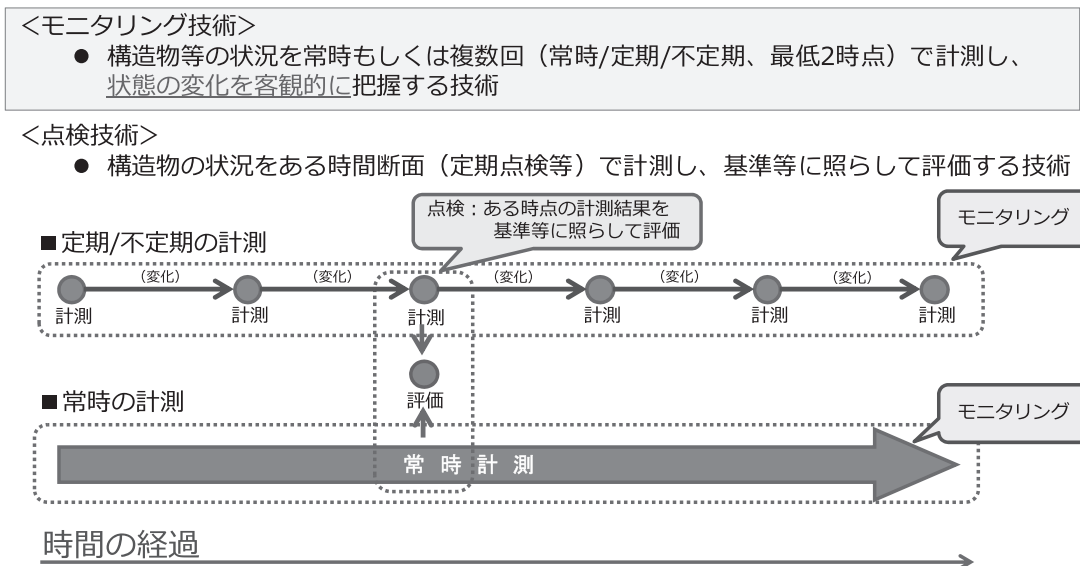 ＜モニタリング技術＞
● 構造物等の状況を常時もしくは複数回（常時/定期/不定期、最低2時点）で計測し、
状態の変化を客観的に把握する技術
＜点検技術＞
● 構造物の状況をある時間断面（定期点検等）で計測し、基準等に照らして評価する技術
点検：ある時点の計測結果を
基準等に照らして評価
モニタリング
■定期/不定期の計測
（変化） （変化） （変化） （変化） （変化）
計測 計測 計測 計測 計測 計測
評価
■常時の計測
モニタリング
常時計測
時間の経過